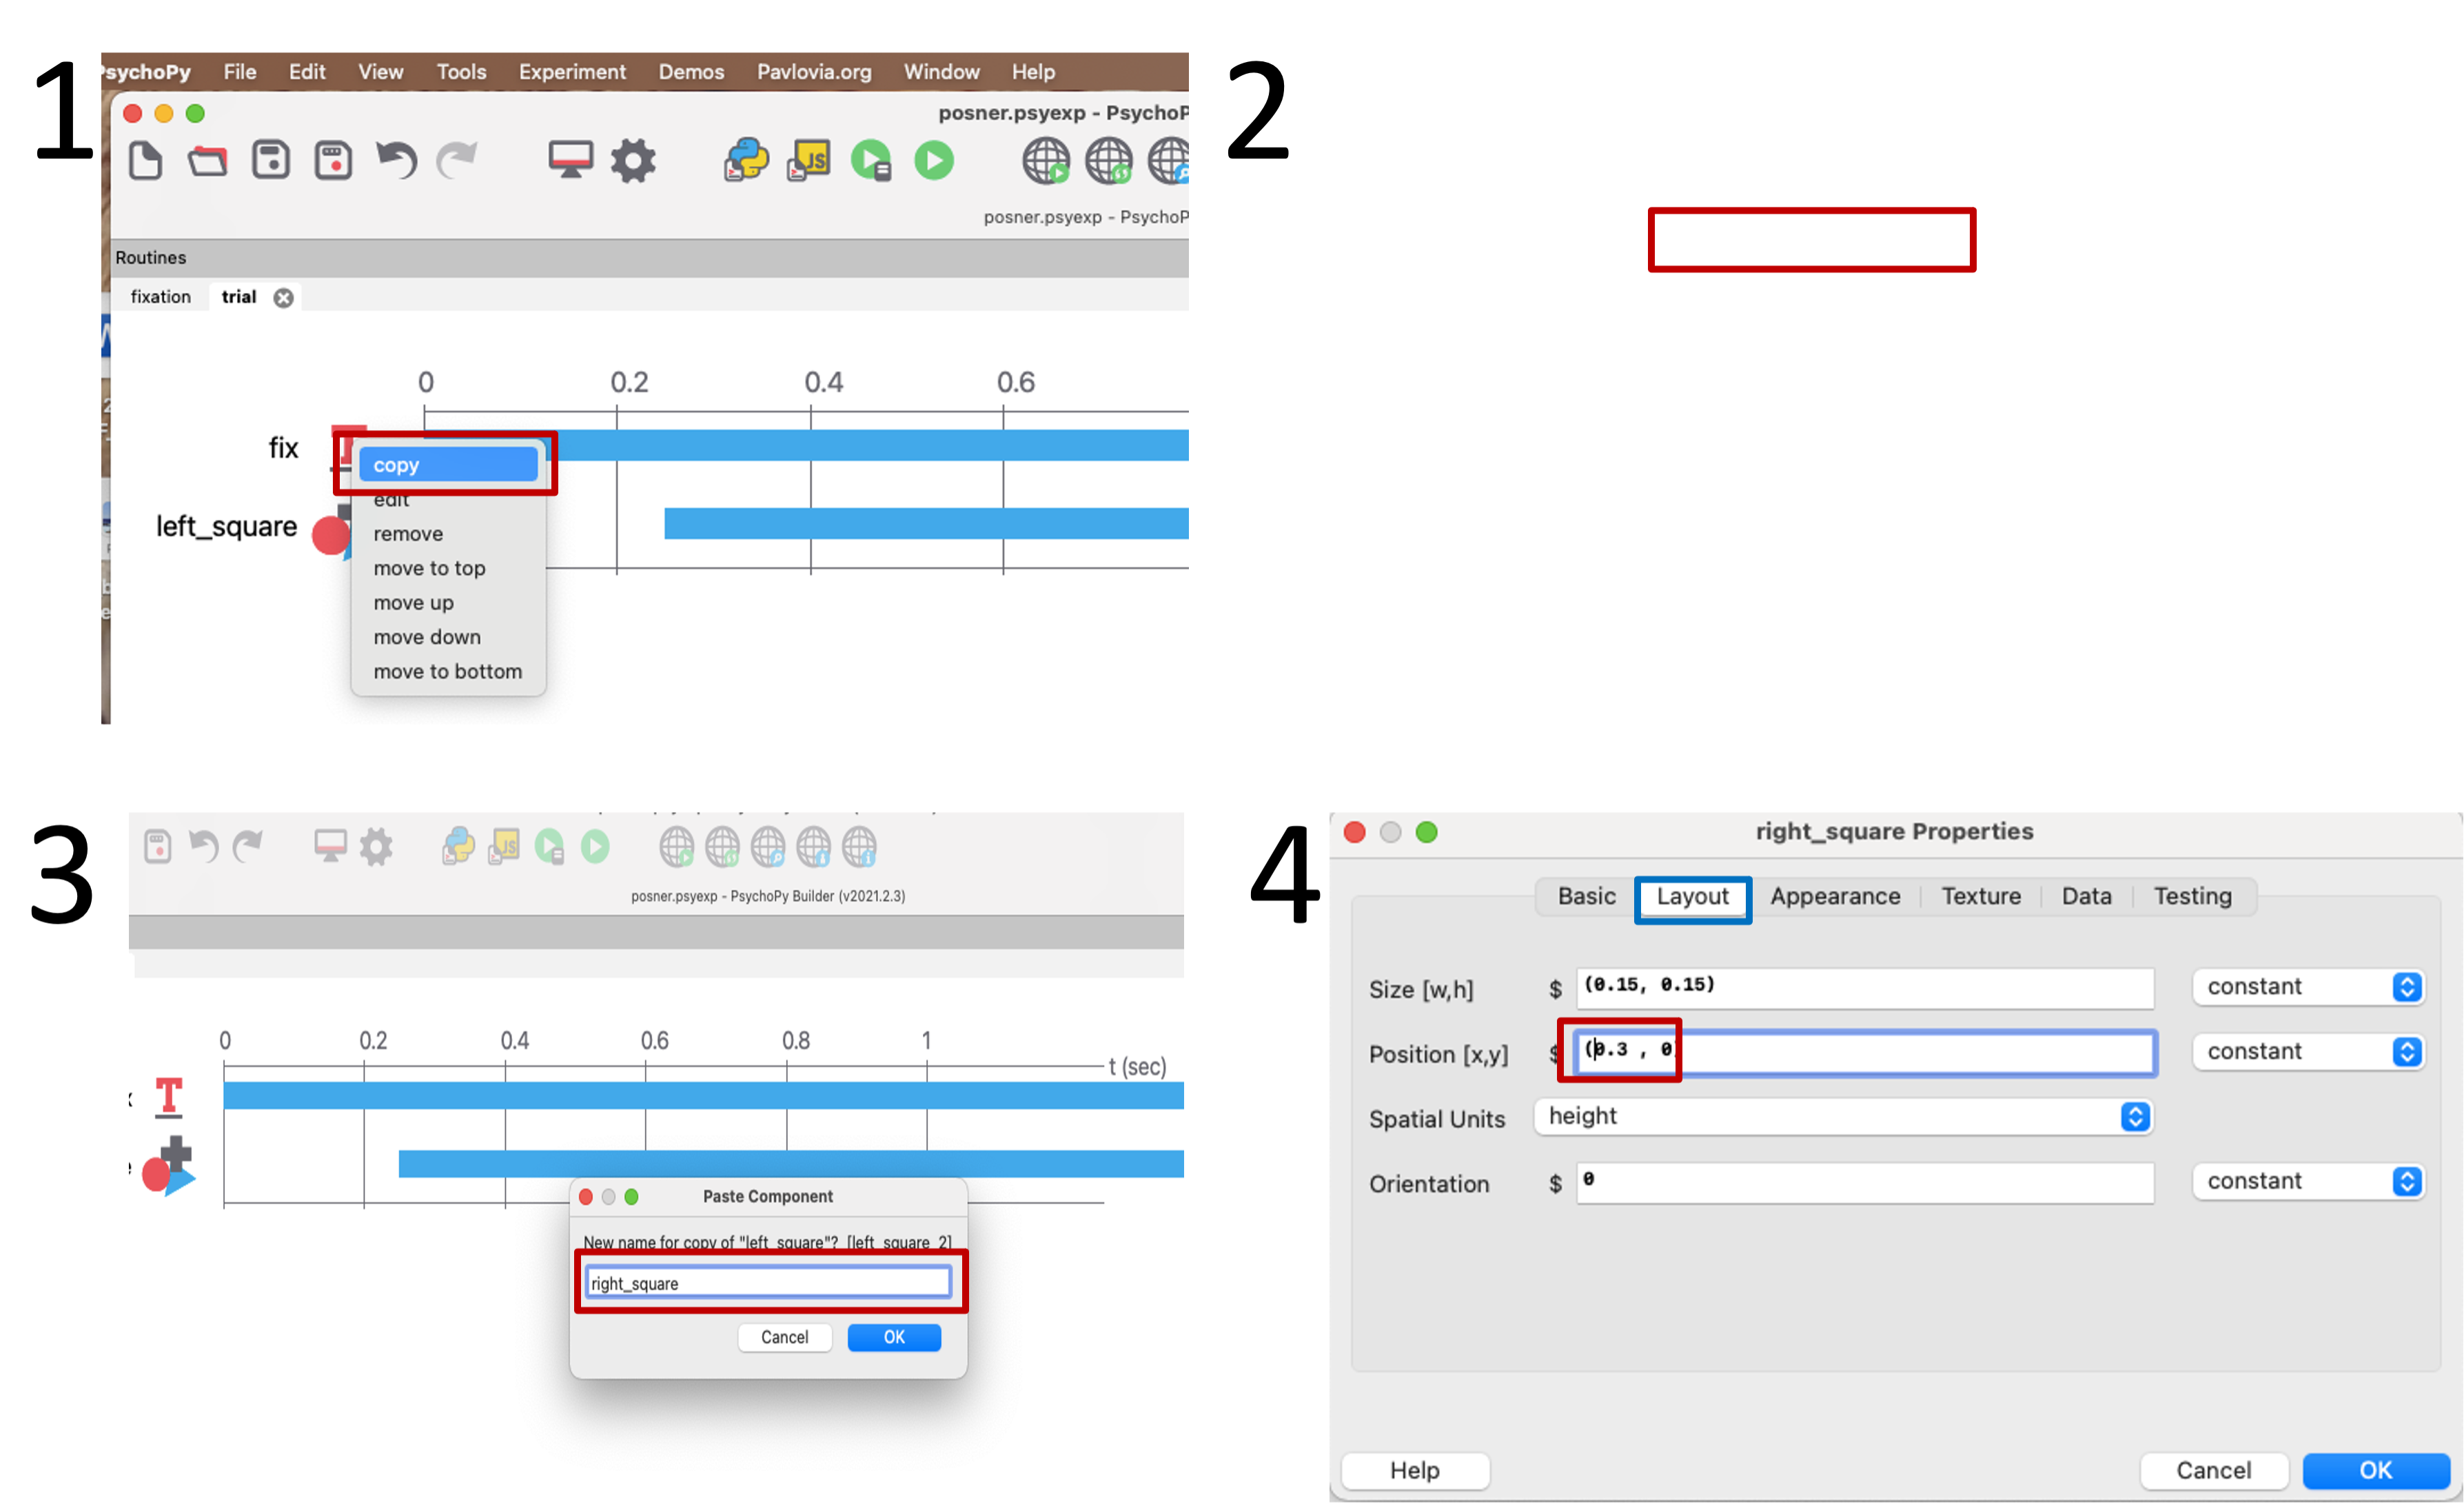 1
PsychoPy File Edit View Tools Experiment Demos Pavlovia.org Window Help
posner.psyexp - PsychoP
JS
posner.psyexp - PsychoP
Routines
fixation trial
0 0.2 0.4 0.6
fix
copy
edit
left_square
remove
move to top
move up
move down
move to bottom
2
3
JS
posner.psyexp - PsychoPy Builder (v2021.2.3)
0 0.2 0.4 0.6 0.8 1
t (sec)
T
Paste Component
New name for copy of "left_square"? [left_square_2]
right_square
Cancel OK
4
right_square Properties
Basic Layout Appearance Texture Data Testing
Size [w,h] $ (0.15, 0.15) constant
Position [x,y] $ (0.3 , 0) constant
Spatial Units height
Orientation $ 0 constant
Help Cancel OK